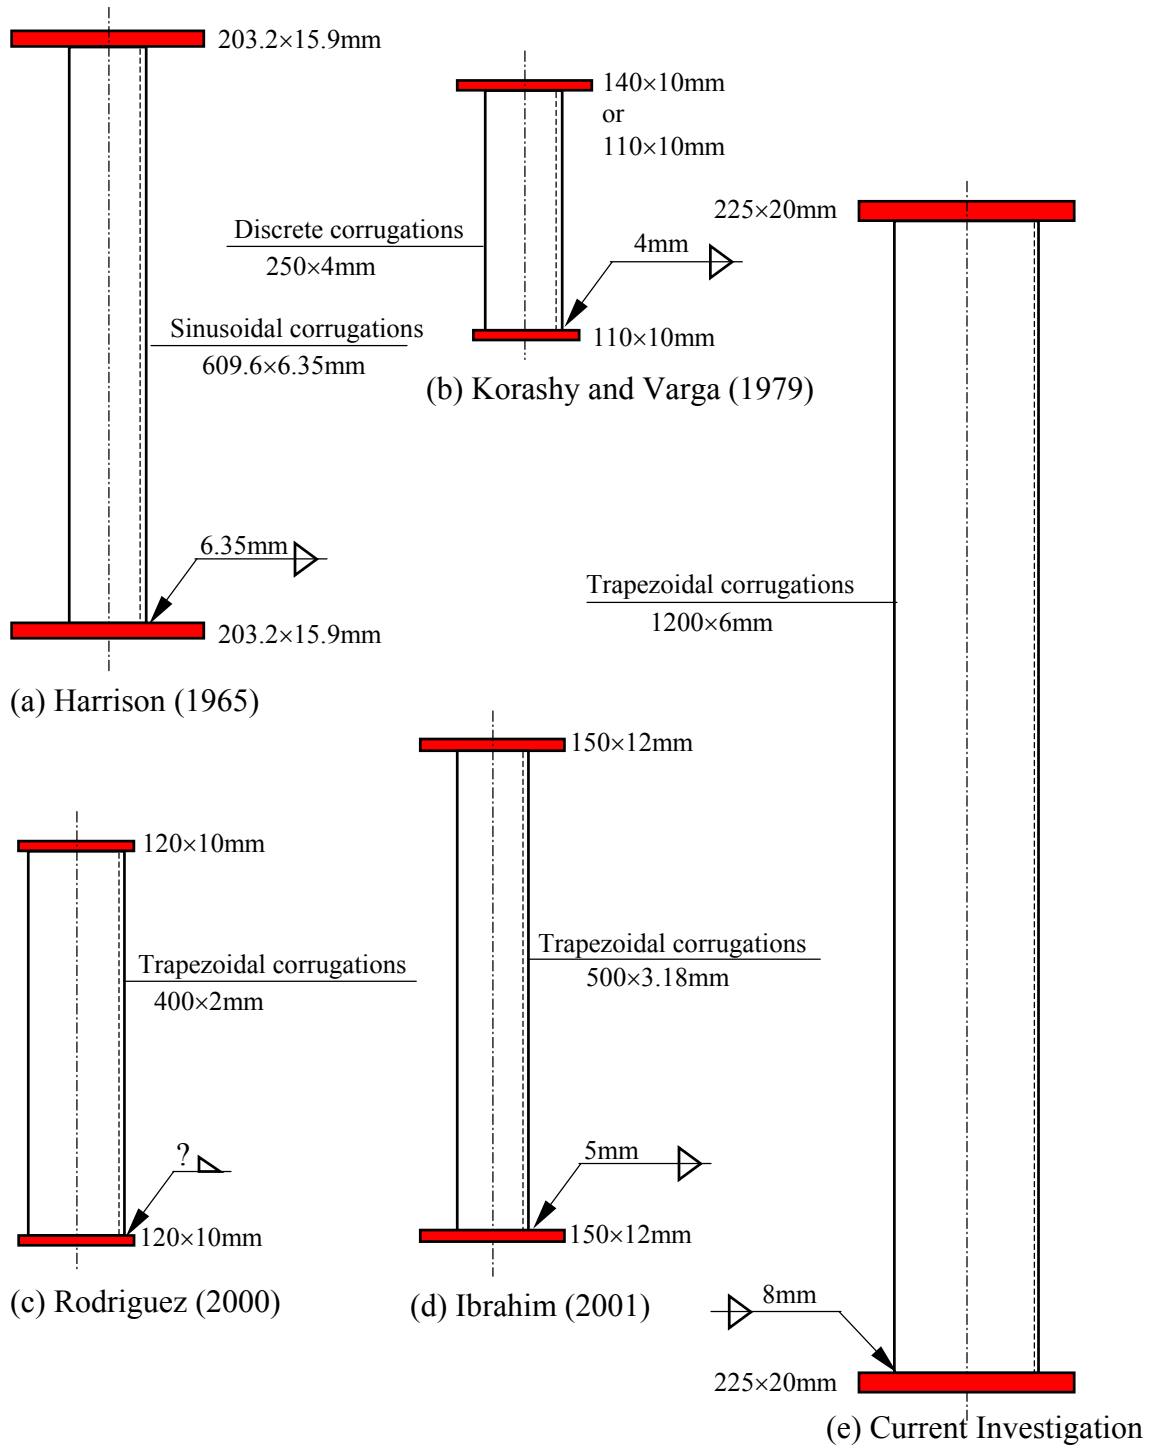 203.2×15.9mm
Sinusoidal corrugations
609.6×6.35mm
6.35mm
203.2×15.9mm
(a) Harrison (1965)
140×10mm
or
110×10mm
Discrete corrugations
250×4mm
4mm
110×10mm
(b) Korashy and Varga (1979)
120×10mm
Trapezoidal corrugations
400×2mm
?
120×10mm
(c) Rodriguez (2000)
150×12mm
Trapezoidal corrugations
500×3.18mm
5mm
150×12mm
(d) Ibrahim (2001)
225×20mm
Trapezoidal corrugations
1200×6mm
8mm
225×20mm
(e) Current Investigation